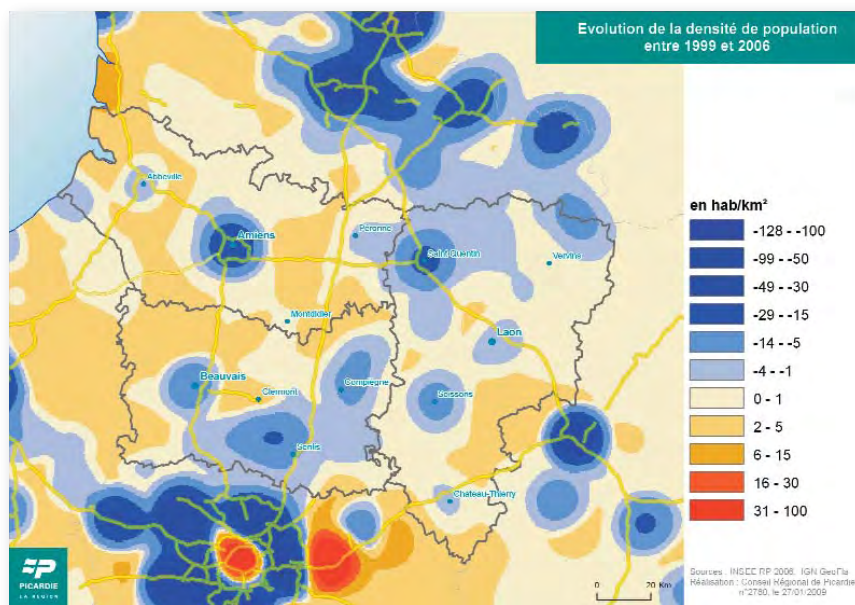 Evolution de la densité de population
entre 1999 et 2006
Abbeville
Amiens
Péronne
Saint Quentin
Vervins
Montdidier
Laon
Beauvais
Clermont
Compiègne
Soissons
Senlis
Chateau-Thierry
en hab/km²
-128 - -100
-99 - -50
-49 - -30
-29 - -15
-14 - -5
-4 - -1
0 - 1
2 - 5
6 - 15
16 - 30
31 - 100
PICARDIE
LA REGION
0 20 Km
Sources : INSEE RP 2006, IGN GeoFla
Réalisation : Conseil Régional de Picardie
n°2780, le 27/01/2009